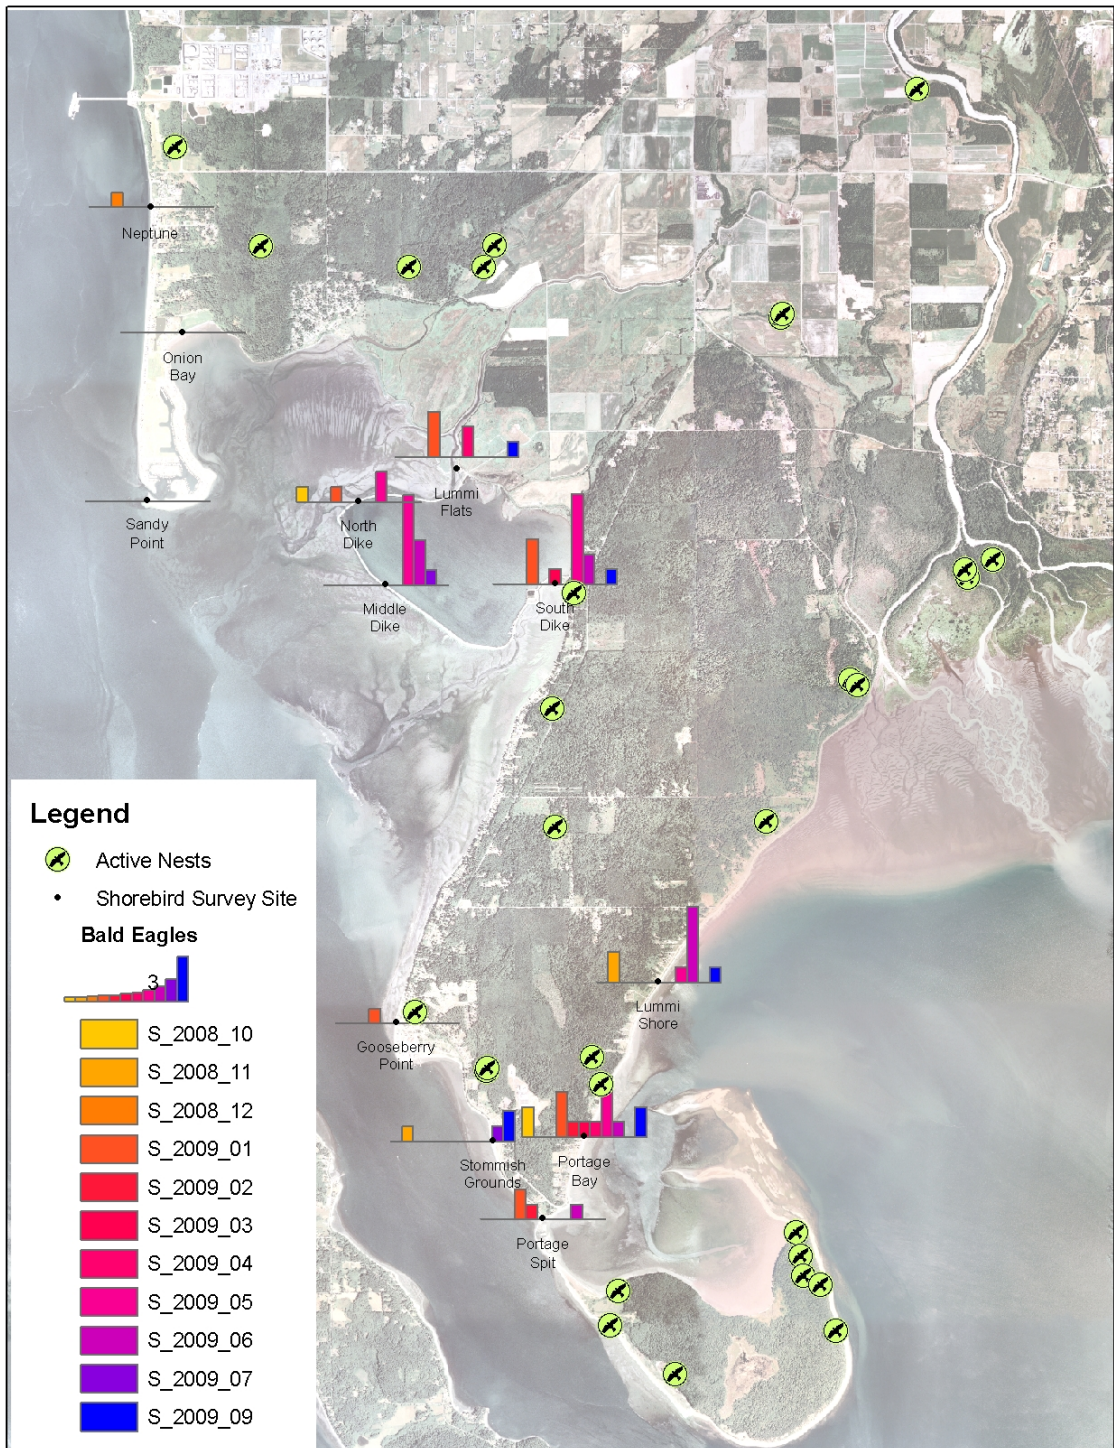 Neptune
Onion
Bay
Sandy
Point
Lummi
Flats
North
Dike
Middle
Dike
South
Dike
Lummi
Shore
Gooseberry
Point
Stommish
Grounds
Portage
Bay
Portage
Spit
Legend
Active Nests
Shorebird Survey Site
Bald Eagles
3
S_2008_10
S_2008_11
S_2008_12
S_2009_01
S_2009_02
S_2009_03
S_2009_04
S_2009_05
S_2009_06
S_2009_07
S_2009_09